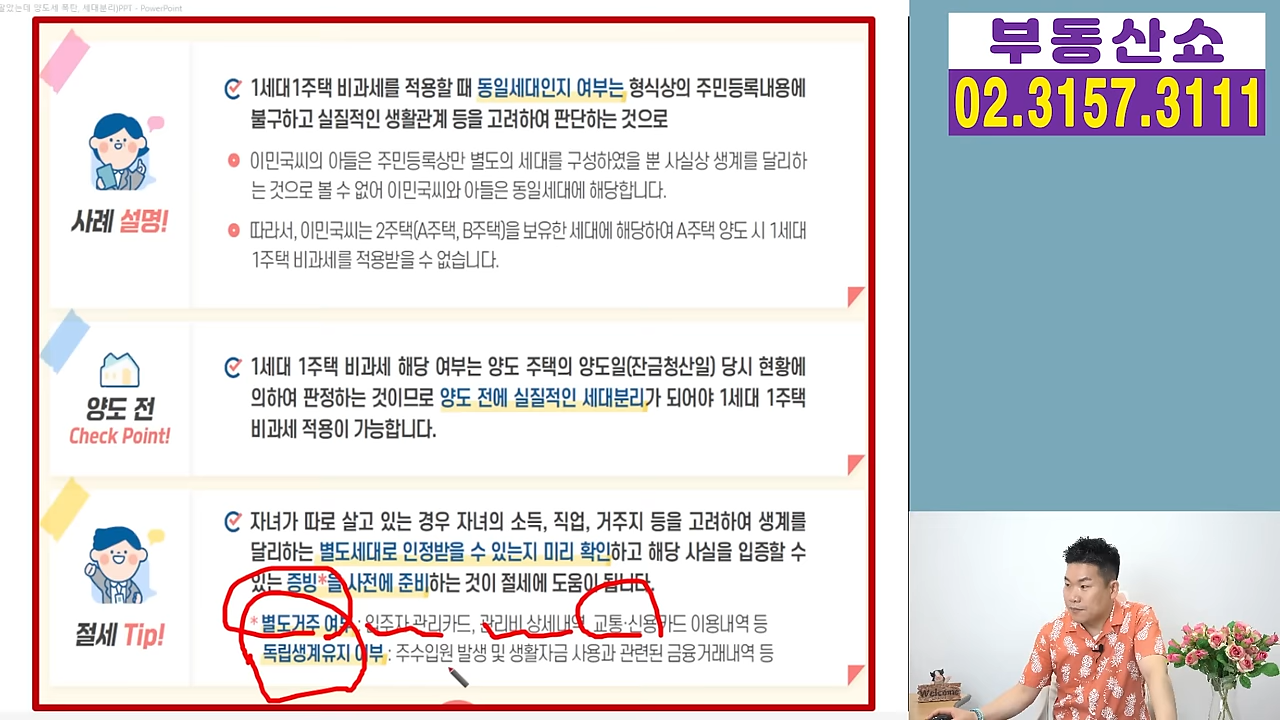 팔았는데 양도세 폭탄, 세대분리)PPT - PowerPoint
부동산쇼
02.3157.3111
사례 설명!
1세대1주택 비과세를 적용할 때 동일세대인지 여부는 형식상의 주민등록내용에
불구하고 실질적인 생활관계 등을 고려하여 판단하는 것으로
이민국씨의 아들은 주민등록상만 별도의 세대를 구성하였을 뿐 사실상 생계를 달리하
는 것으로 볼 수 없어 이민국씨와 아들은 동일세대에 해당합니다.
따라서, 이민국씨는 2주택(A주택, B주택)을 보유한 세대에 해당하여 A주택 양도 시 1세대
1주택 비과세를 적용받을 수 없습니다.
양도 전
Check Point!
1세대 1주택 비과세 해당 여부는 양도 주택의 양도일(잔금청산일) 당시 현황에
의하여 판정하는 것이므로 양도 전에 실질적인 세대분리가 되어야 1세대 1주택
비과세 적용이 가능합니다.
절세 Tip!
자녀가 따로 살고 있는 경우 자녀의 소득, 직업, 거주지 등을 고려하여 생계를
달리하는 별도세대로 인정받을 수 있는지 미리 확인하고 해당 사실을 입증할 수
있는 증빙*을 사전에 준비하는 것이 절세에 도움이 됩니다.
* 별도거주 여부 : 입주자 관리카드, 관리비 상세내역, 교통·신용카드 이용내역 등
독립생계유지 여부 : 주수입원 발생 및 생활자금 사용과 관련된 금융거래내역 등
Welcome